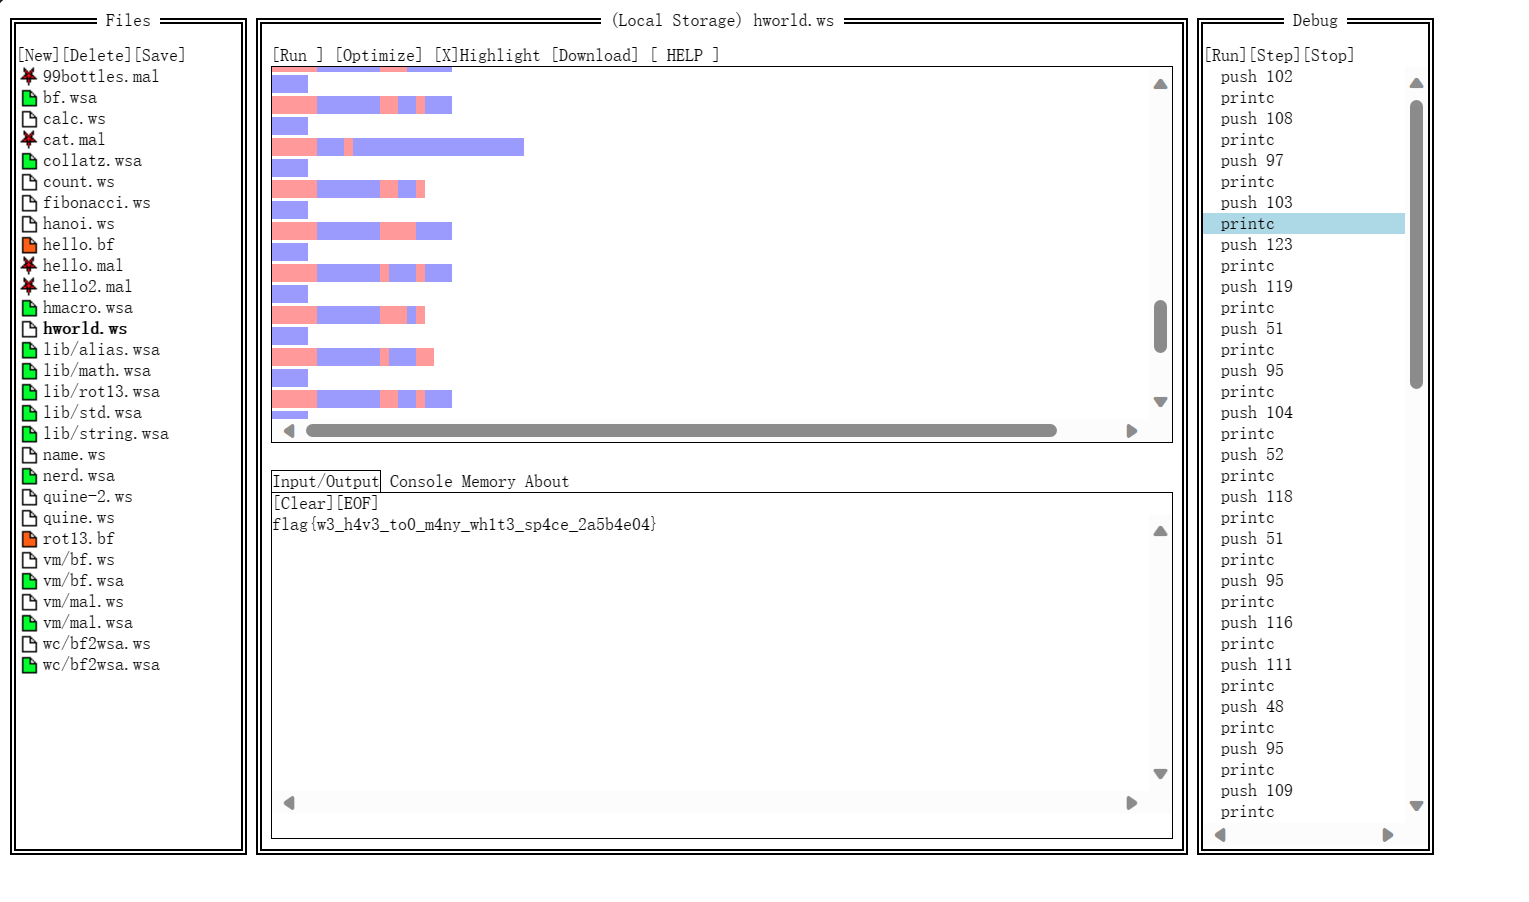 Files
[New][Delete][Save]
99bottles.mal
bf.wsa
calc.ws
cat.mal
collatz.wsa
count.ws
fibonacci.ws
hanoi.ws
hello.bf
hello.mal
hello2.mal
hmacro.wsa
hworld.ws
lib/alias.wsa
lib/math.wsa
lib/rot13.wsa
lib/std.wsa
lib/string.wsa
name.ws
nerd.wsa
quine-2.ws
quine.ws
rot13.bf
vm/bf.ws
vm/bf.wsa
vm/mal.ws
vm/mal.wsa
wc/bf2wsa.ws
wc/bf2wsa.wsa
(Local Storage) hworld.ws
[Run ] [Optimize] [X]Highlight [Download] [ HELP ]
Input/Output Console Memory About
[Clear][EOF]
flag{w3_h4v3_to0_m4ny_wh1t3_sp4ce_2a5b4e04}
Debug
[Run][Step][Stop]
push 102
printc
push 108
printc
push 97
printc
push 103
printc
push 123
printc
push 119
printc
push 51
printc
push 95
printc
push 104
printc
push 52
printc
push 118
printc
push 51
printc
push 95
printc
push 116
printc
push 111
printc
push 48
printc
push 95
printc
push 109
printc